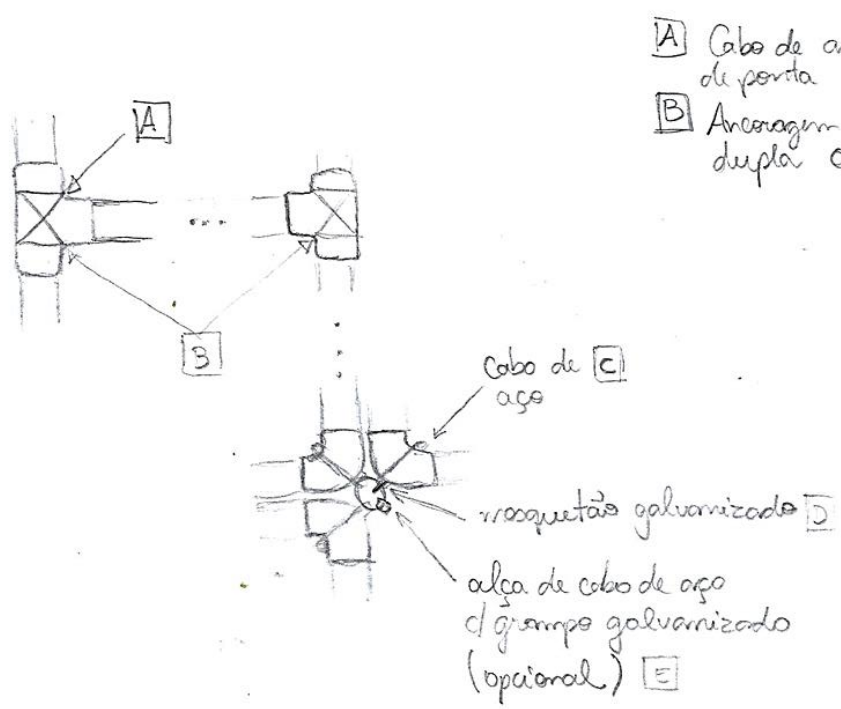 A
A Cabo de
de ponta
B Ancoragem
dupla
B
cabo de C
aço
mosquetão galvanizado D
alça de cabo de aço
c/ grampo galvanizado
(opcional) E